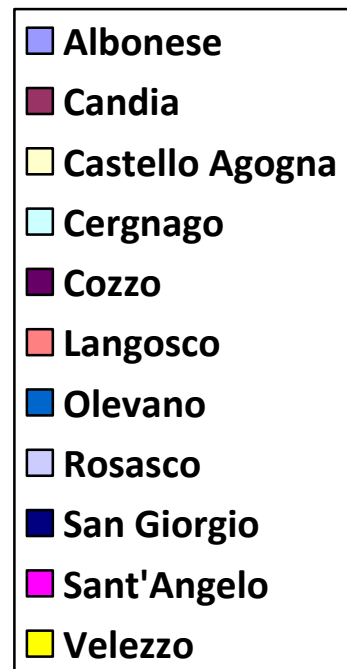 Albonese
Candia
Castello Agogna
Cergnago
Cozzo
Langosco
Olevano
Rosasco
San Giorgio
Sant'Angelo
Velezzo